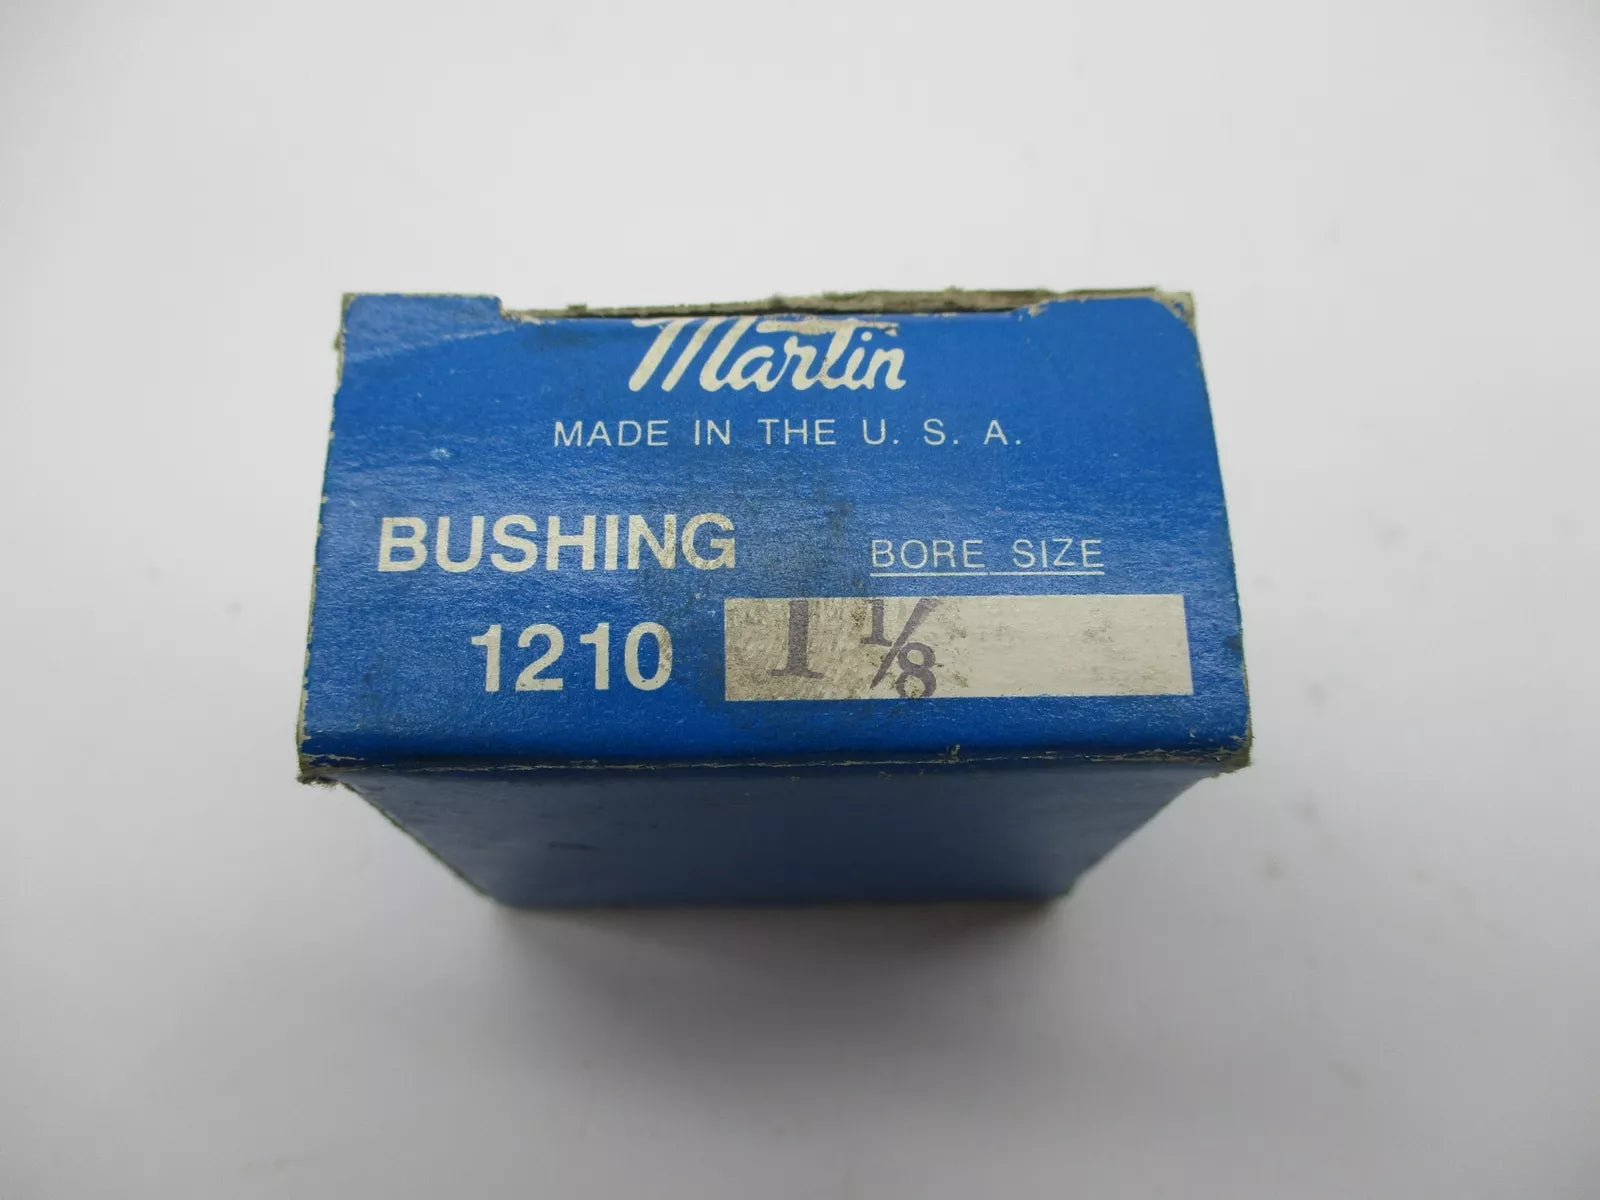 Martin
MADE IN THE U. S. A.
BUSHING BORE SIZE
1210 1 1/8